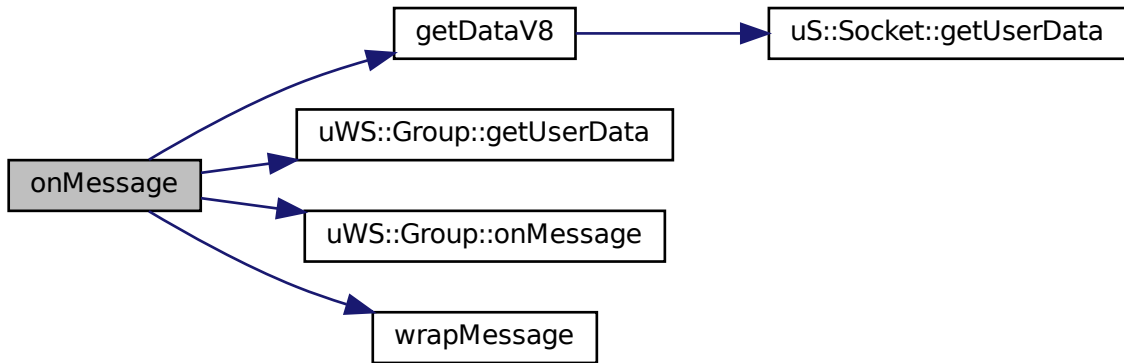 getDataV8
uS::Socket::getUserData
uWS::Group::getUserData
onMessage
uWS::Group::onMessage
wrapMessage